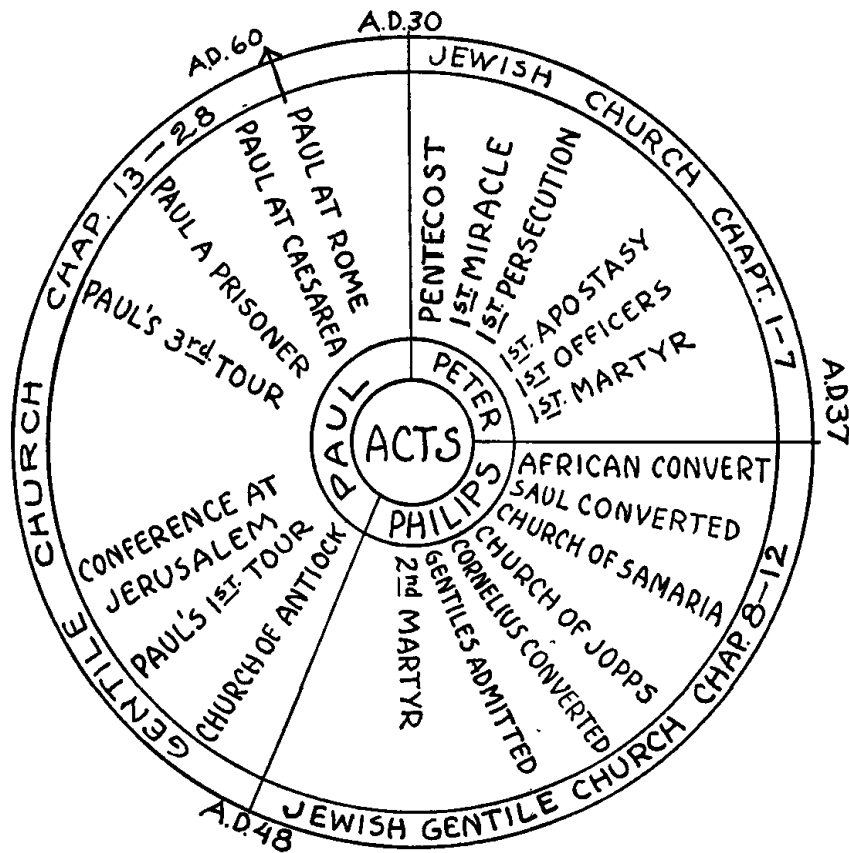 A.D.30
JEWISH CHURCH CHAPT. 1-7
PENTECOST
1ST. MIRACLE
1ST. PERSECUTION
1ST. APOSTASY
1ST OFFICERS
1ST. MARTYR
A.D.37
AFRICAN CONVERT
SAUL CONVERTED
CHURCH OF SAMARIA
CHURCH OF JOPPS
CORNELIUS CONVERTED
GENTILES ADMITTED
2nd MARTYR
JEWISH GENTILE CHURCH CHAP. 8-12
A.D.48
CHURCH OF ANTIOCK
PAUL'S 1ST. TOUR
CONFERENCE AT
JERUSALEM
PAUL'S 3rd TOUR
PAUL A PRISONER
PAUL AT CAESAREA
PAUL AT ROME
GENTILE CHURCH CHAP. 13-28
A.D.60
PETER
PHILIPS
PAUL
ACTS